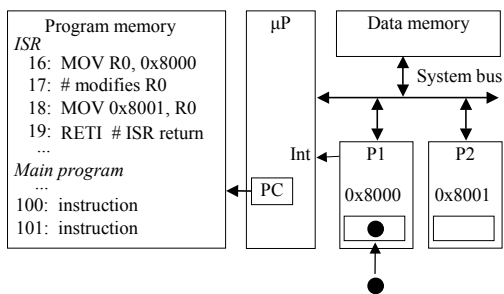 Program memory
ISR
16: MOV R0, 0x8000
17: # modifies R0
18: MOV 0x8001, R0
19: RETI # ISR return
...
Main program
...
100: instruction
101: instruction
μP
Data memory
System bus
Int
PC
P1
0x8000
P2
0x8001